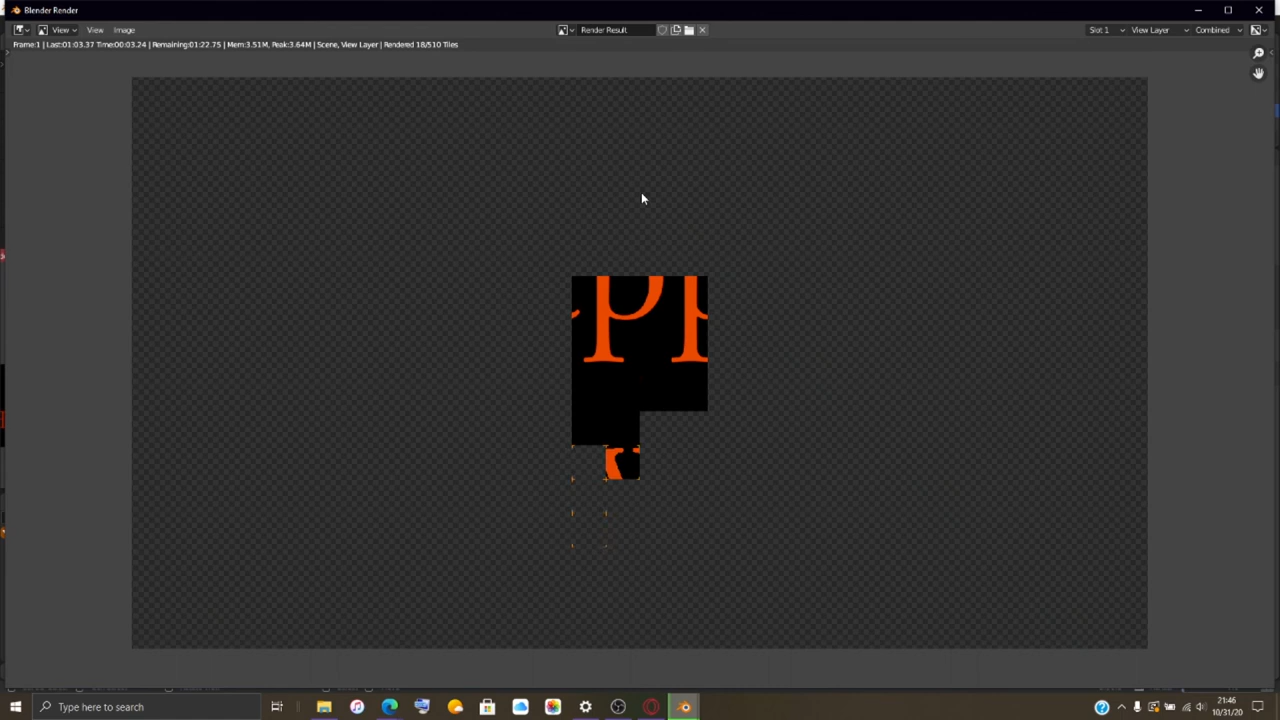 Blender Render
View View Image Render Result Slot 1 View Layer Combined
Frame:1 | Last:01:03.37 Time:00:03.24 | Remaining:01:22.75 | Mem:3.51M, Peak:3.64M | Scene, View Layer | Rendered 18/510 Tiles
pp
Type here to search
21:46
10/31/20